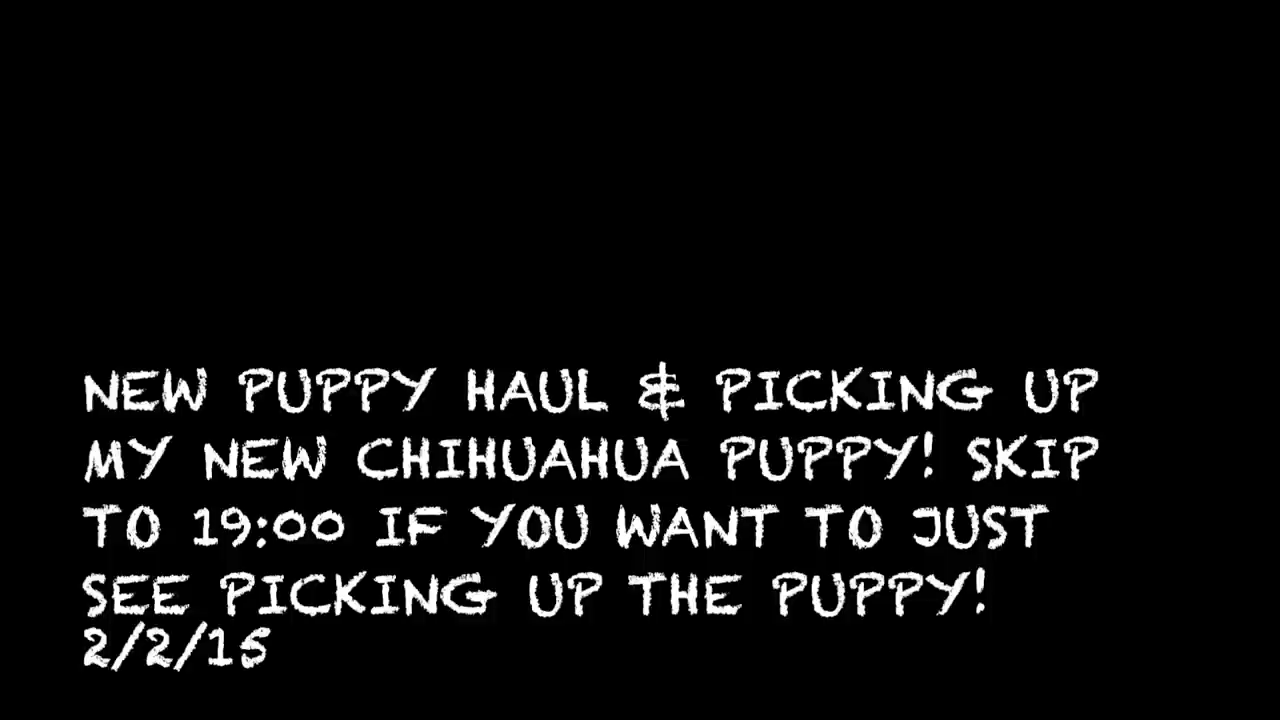 NEW PUPPY HAUL & PICKING UP
MY NEW CHIHUAHUA PUPPY! SKIP
TO 19:00 IF YOU WANT TO JUST
SEE PICKING UP THE PUPPY!
2/2/15